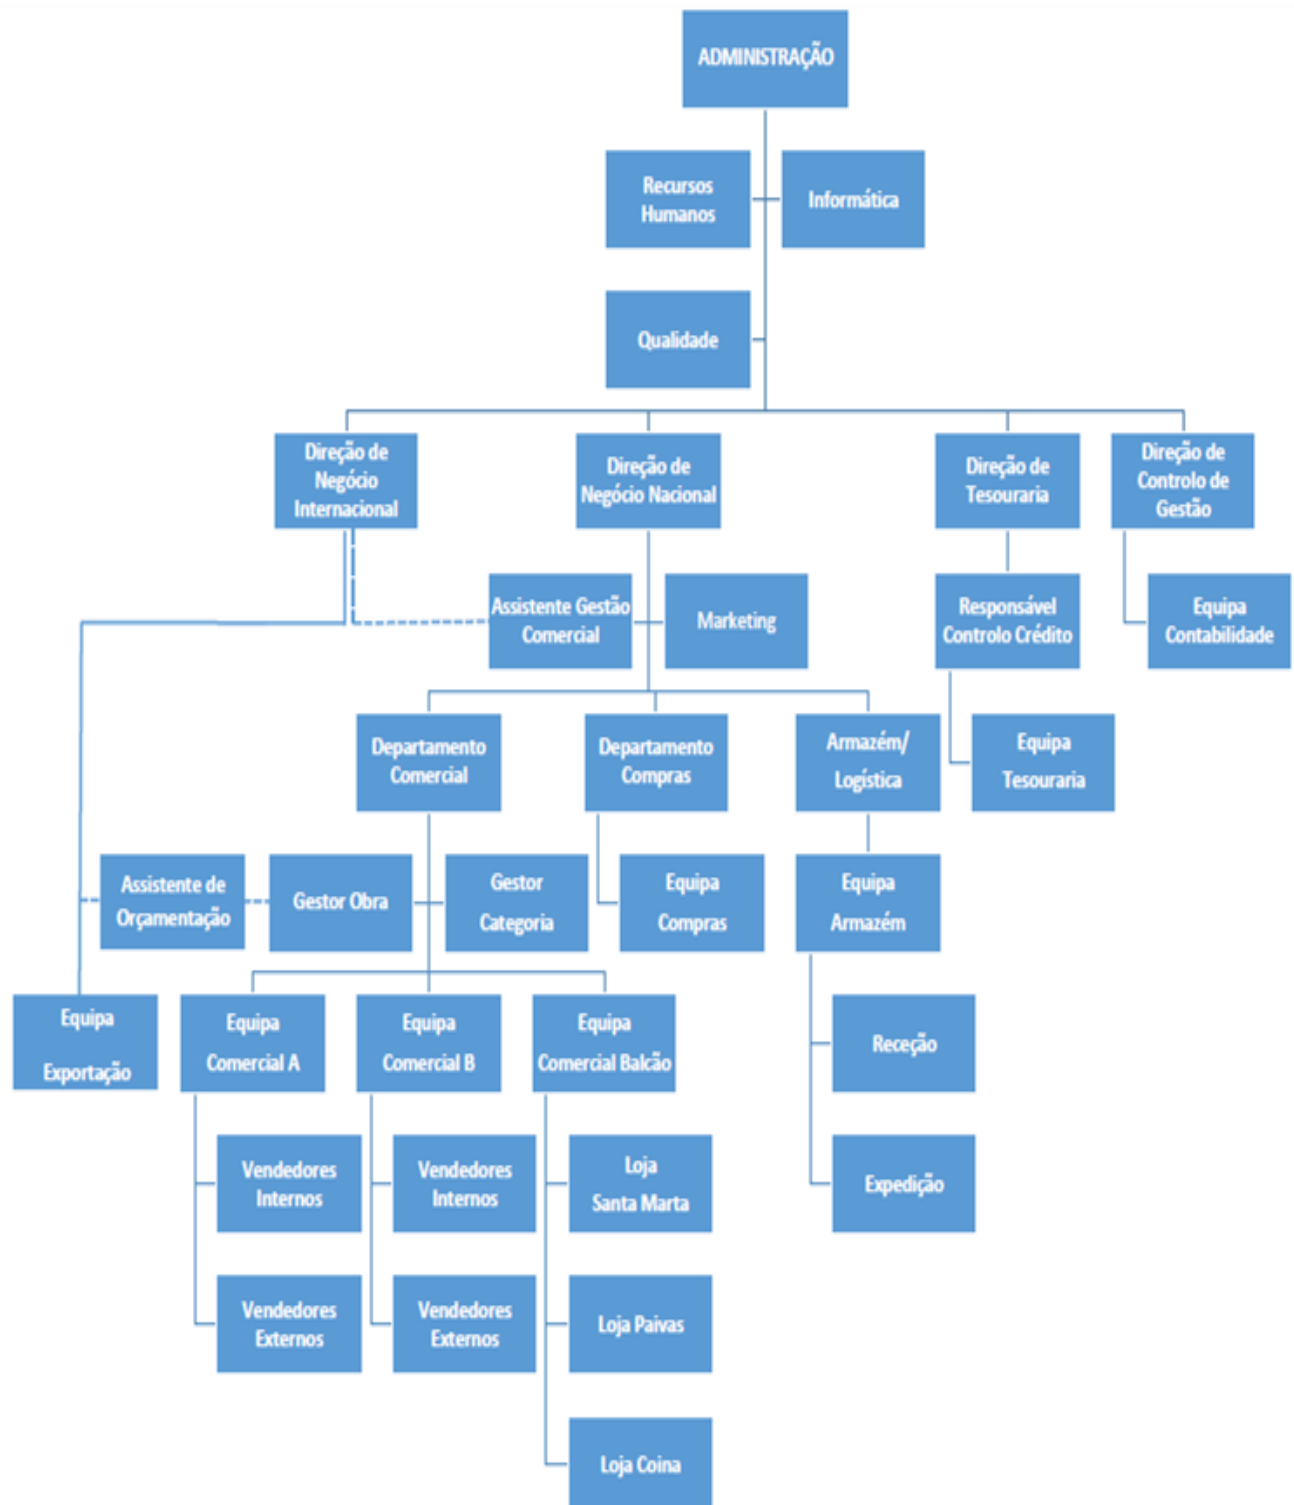 ADMINISTRAÇÃO
Recursos
Humanos
Informática
Qualidade
Direção de
Negócio
Internacional
Direção de
Negócio Nacional
Direção de
Tesouraria
Direção de
Controlo de
Gestão
Assistente Gestão
Comercial
Marketing
Responsável
Controlo Crédito
Equipa
Contabilidade
Departamento
Comercial
Departamento
Compras
Armazém/
Logística
Equipa
Tesouraria
Assistente de
Orçamentação
Gestor Obra
Gestor
Categoria
Equipa
Compras
Equipa
Armazém
Equipa
Exportação
Equipa
Comercial A
Equipa
Comercial B
Equipa
Comercial Balcão
Receção
Vendedores
Internos
Vendedores
Internos
Loja
Santa Marta
Expedição
Vendedores
Externos
Vendedores
Externos
Loja Paivas
Loja Coina